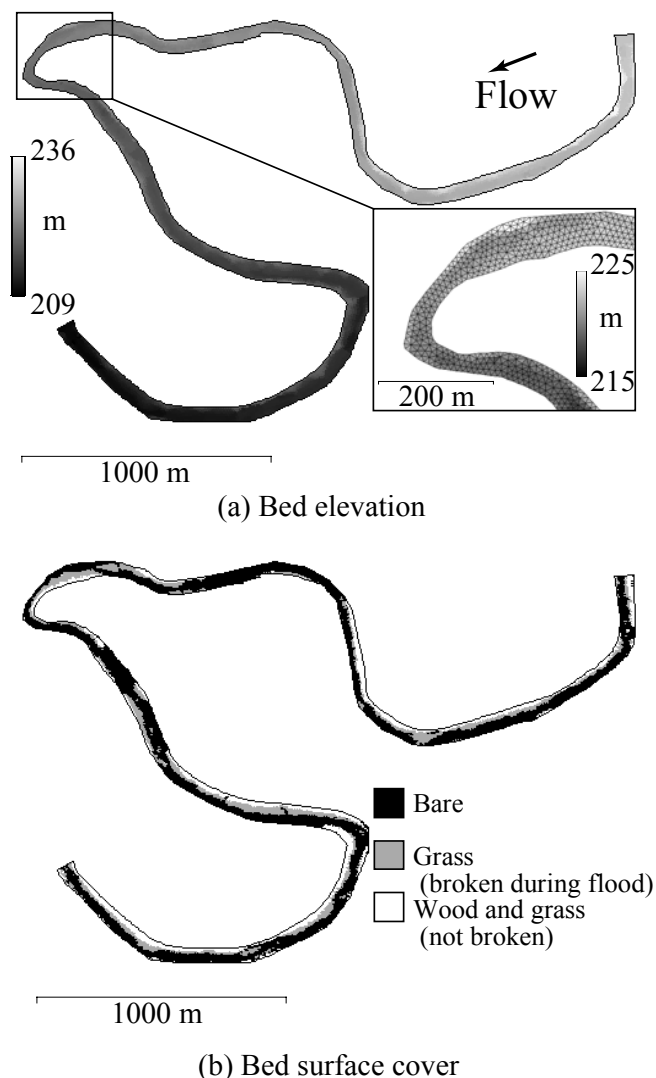 Flow
236
m
209
225
m
215
200 m
1000 m
(a) Bed elevation
Bare
Grass
(broken during flood)
Wood and grass
(not broken)
1000 m
(b) Bed surface cover